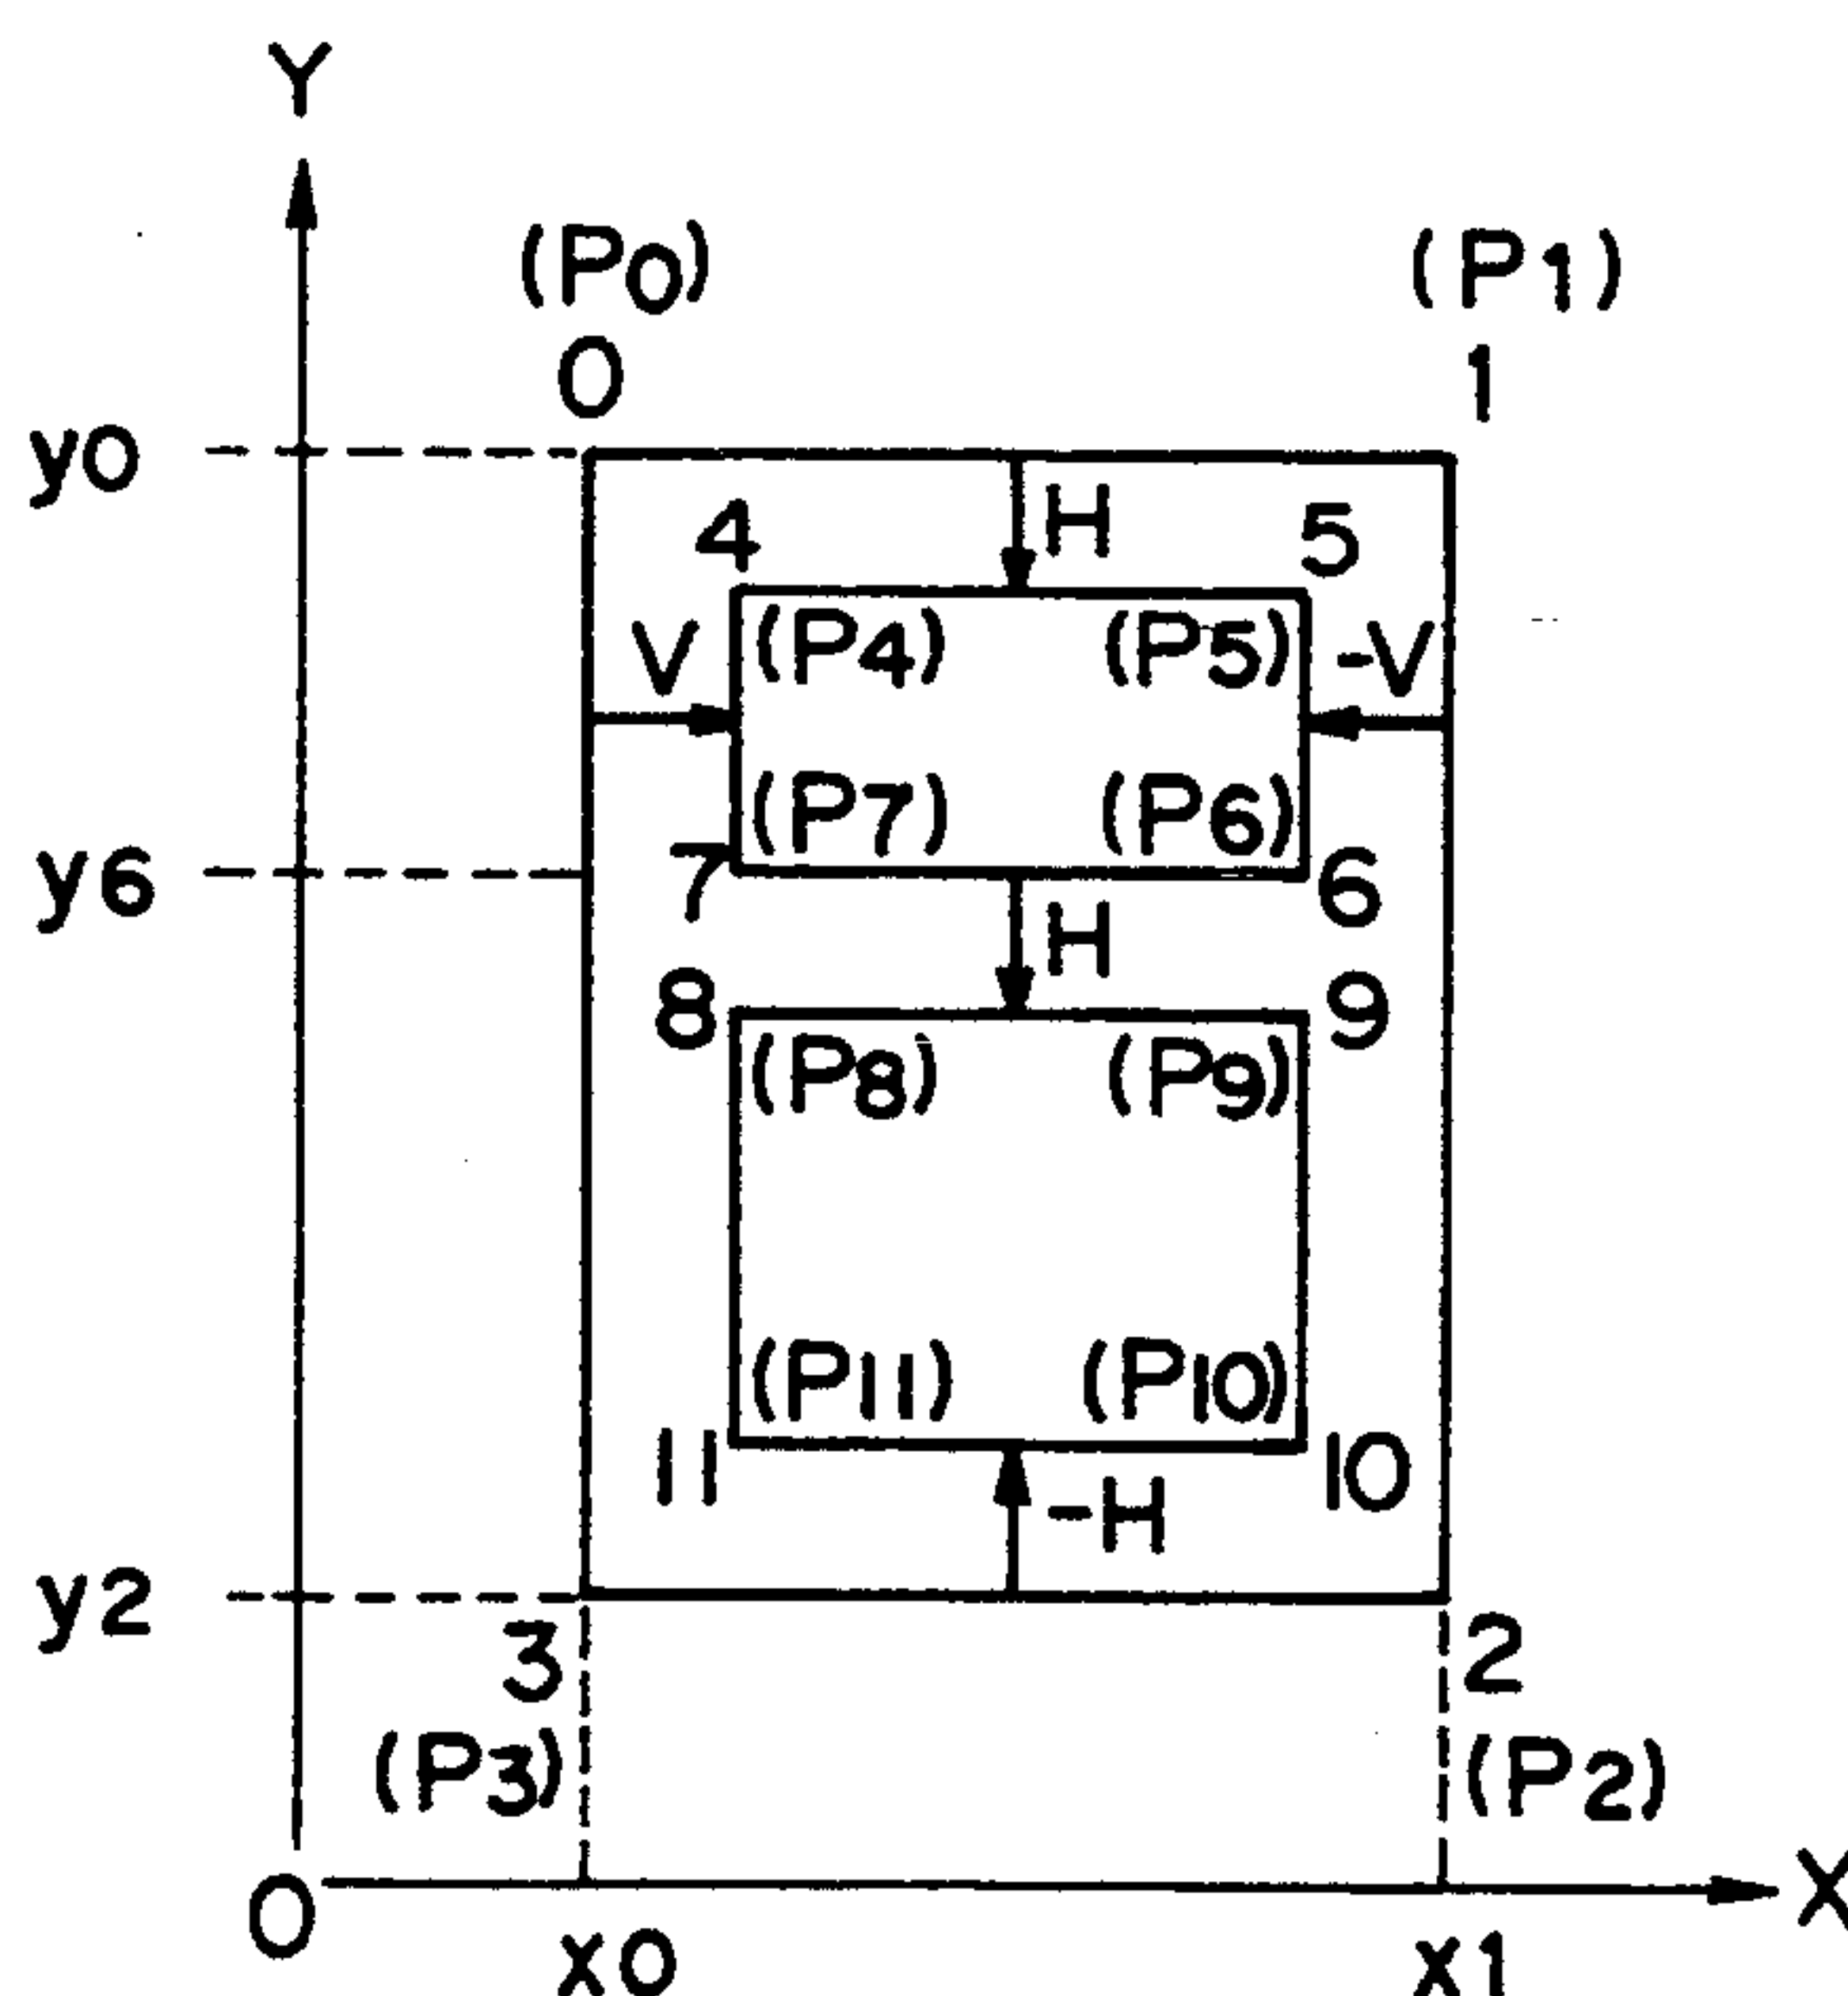 Y
(P0) (P1)
0 1
y0
4 H 5
V (P4) (P5) -V
(P7) (P6)
y6 7 6
H
8 9
(P8) (P9)
(P11) (P10)
11 10
-H
y2
3 2
(P3) (P2)
O X
x0 x1